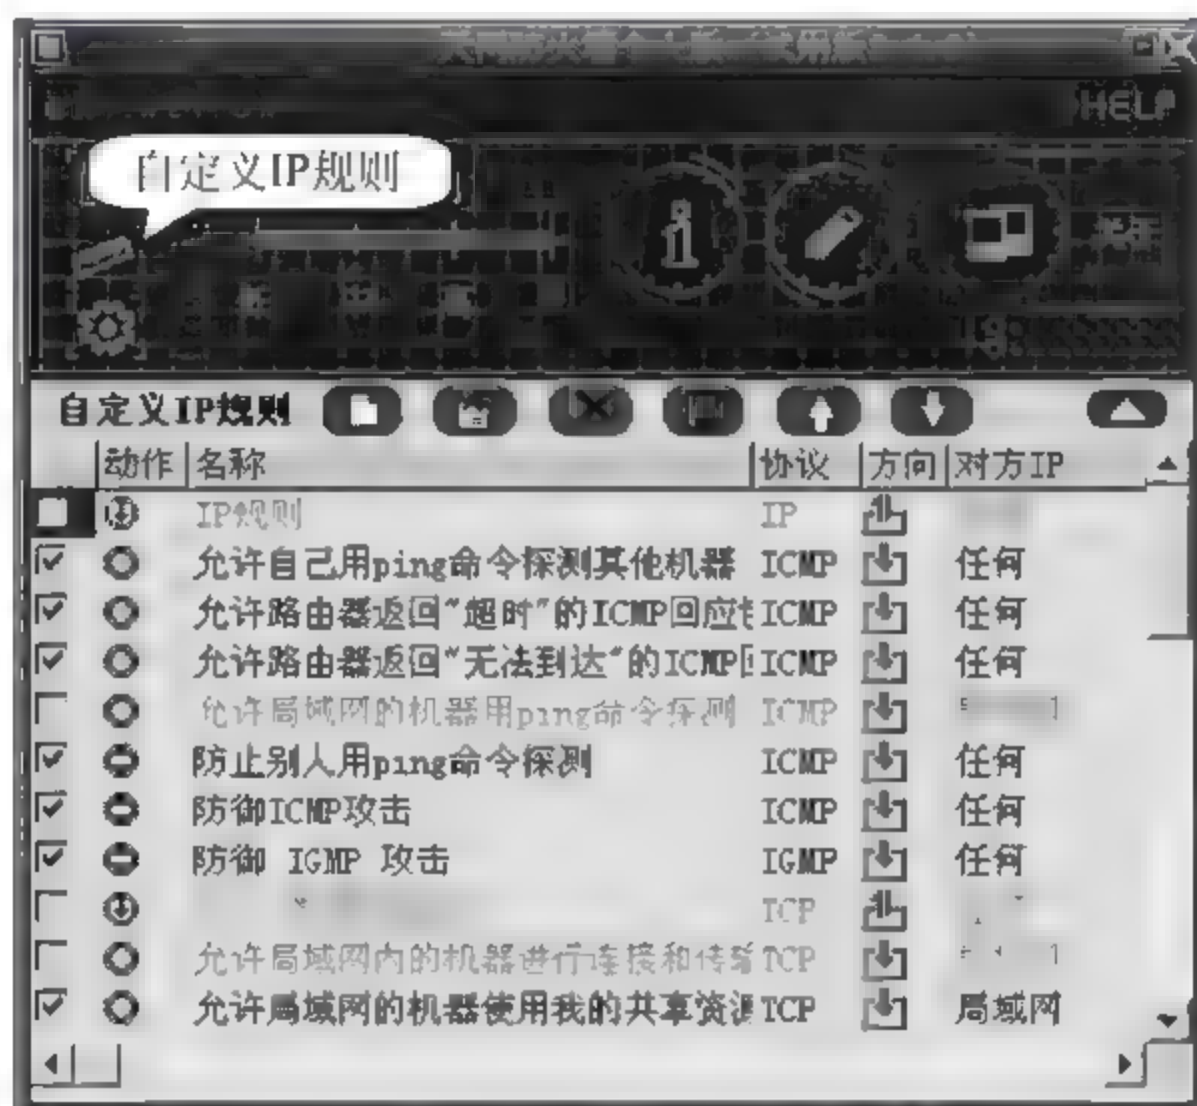 HELP
自定义IP规则
自定义IP规则
动作 名称 协议 方向 对方IP
IP规则 IP
允许自己用ping命令探测其他机器 ICMP 任何
允许路由器返回"超时"的ICMP回应 ICMP 任何
允许路由器返回"无法到达"的ICMP ICMP 任何
允许局域网的机器用ping命令探测 ICMP
防止别人用ping命令探测 ICMP 任何
防御ICMP攻击 ICMP 任何
防御 IGMP 攻击 IGMP 任何
TCP
允许局域网内的机器进行连接和传输 TCP
允许局域网的机器使用我的共享资源 TCP 局域网